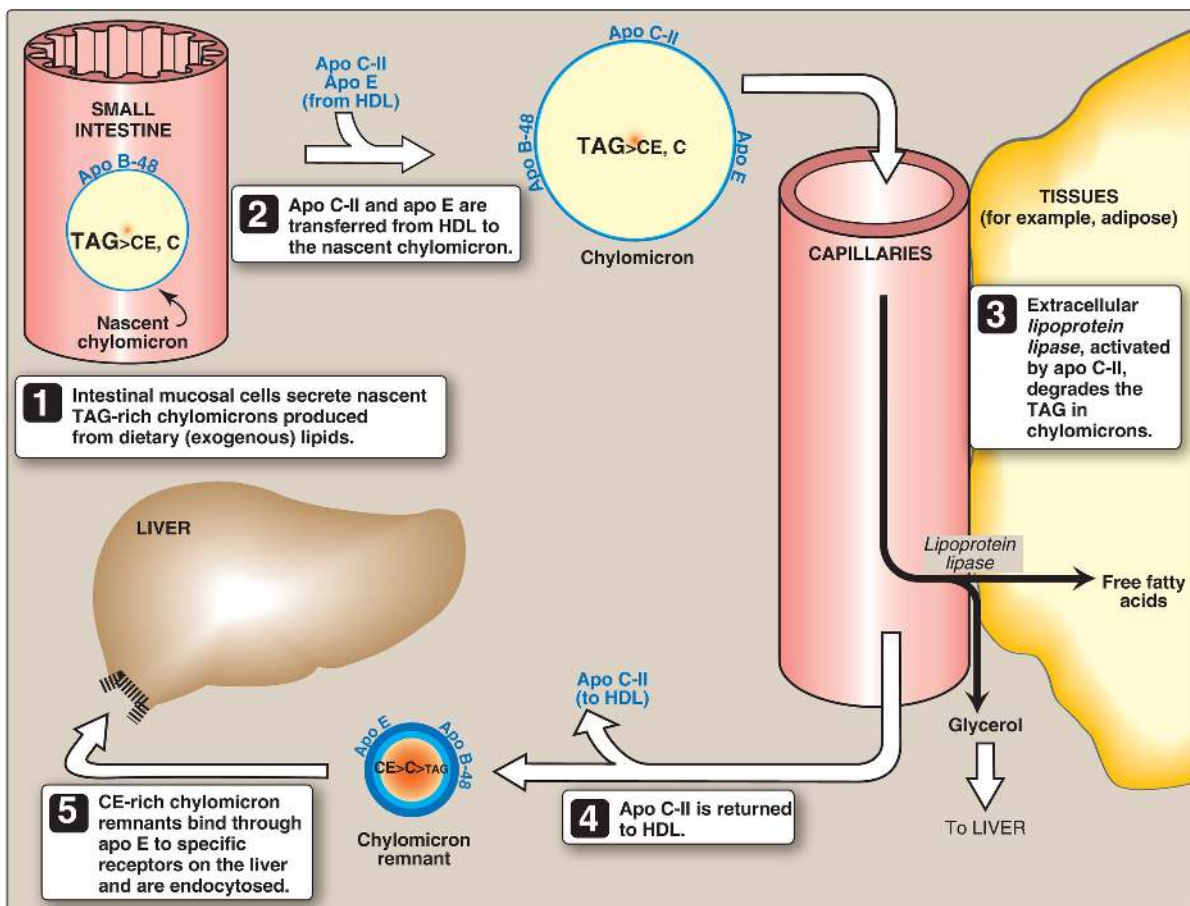 SMALL
INTESTINE
Apo B-48
TAG>CE, C
Nascent
chylomicron
1 Intestinal mucosal cells secrete nascent
TAG-rich chylomicrons produced
from dietary (exogenous) lipids.
Apo C-II
Apo E
(from HDL)
2 Apo C-II and apo E are
transferred from HDL to
the nascent chylomicron.
Apo C-II
Apo B-48
TAG>CE, C
Apo E
Chylomicron
CAPILLARIES
TISSUES
(for example, adipose)
3 Extracellular
lipoprotein
lipase, activated
by apo C-II,
degrades the
TAG in
chylomicrons.
Lipoprotein
lipase
Free fatty
acids
Glycerol
To LIVER
Apo C-II
(to HDL)
4 Apo C-II is returned
to HDL.
Apo E
Apo B-48
CE>C>TAG
Chylomicron
remnant
LIVER
5 CE-rich chylomicron
remnants bind through
apo E to specific
receptors on the liver
and are endocytosed.